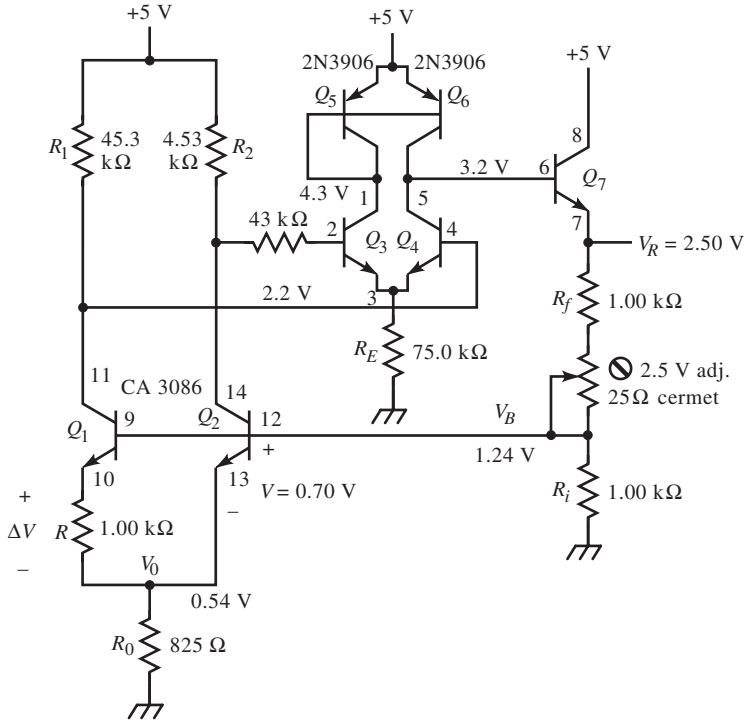 +5 V
+5 V
+5 V
2N3906 2N3906
Q5 Q6
R1 45.3 kΩ
4.53 kΩ R2
8
3.2 V
6
Q7
4.3 V
1
5
7
43 kΩ
2
Q3 Q4
4
VR = 2.50 V
2.2 V
3
Rf 1.00 kΩ
RE 75.0 kΩ
11
CA 3086
14
2.5 V adj.
25Ω cermet
Q1
9
Q2
12
VB
1.24 V
10
+
13
V = 0.70 V
–
Ri 1.00 kΩ
+
ΔV
–
R 1.00 kΩ
V0
0.54 V
R0 825 Ω